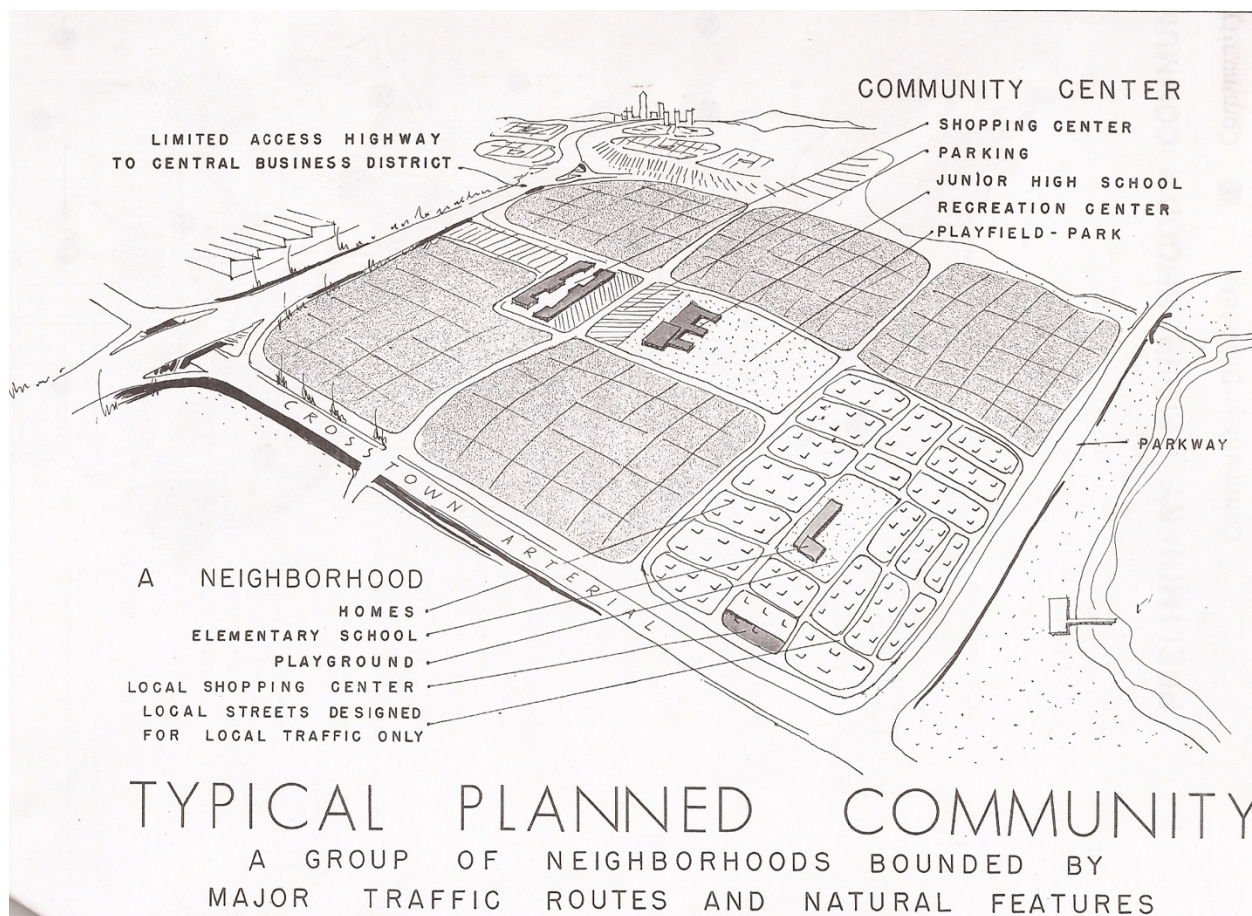 COMMUNITY CENTER
SHOPPING CENTER
PARKING
JUNIOR HIGH SCHOOL
RECREATION CENTER
PLAYFIELD-PARK
LIMITED ACCESS HIGHWAY
TO CENTRAL BUSINESS DISTRICT
PARKWAY
CROSSTOWN ARTERIAL
A NEIGHBORHOOD
HOMES
ELEMENTARY SCHOOL
PLAYGROUND
LOCAL SHOPPING CENTER
LOCAL STREETS DESIGNED
FOR LOCAL TRAFFIC ONLY
TYPICAL PLANNED COMMUNITY
A GROUP OF NEIGHBORHOODS BOUNDED BY
MAJOR TRAFFIC ROUTES AND NATURAL FEATURES